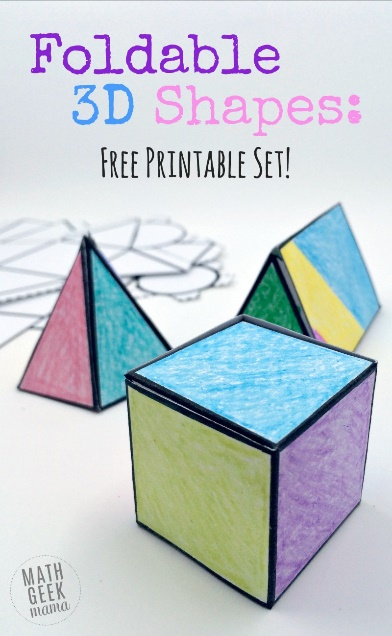 Foldable
3D Shapes:
FREE PRINTABLE SET!
MATH
GEEK
mama